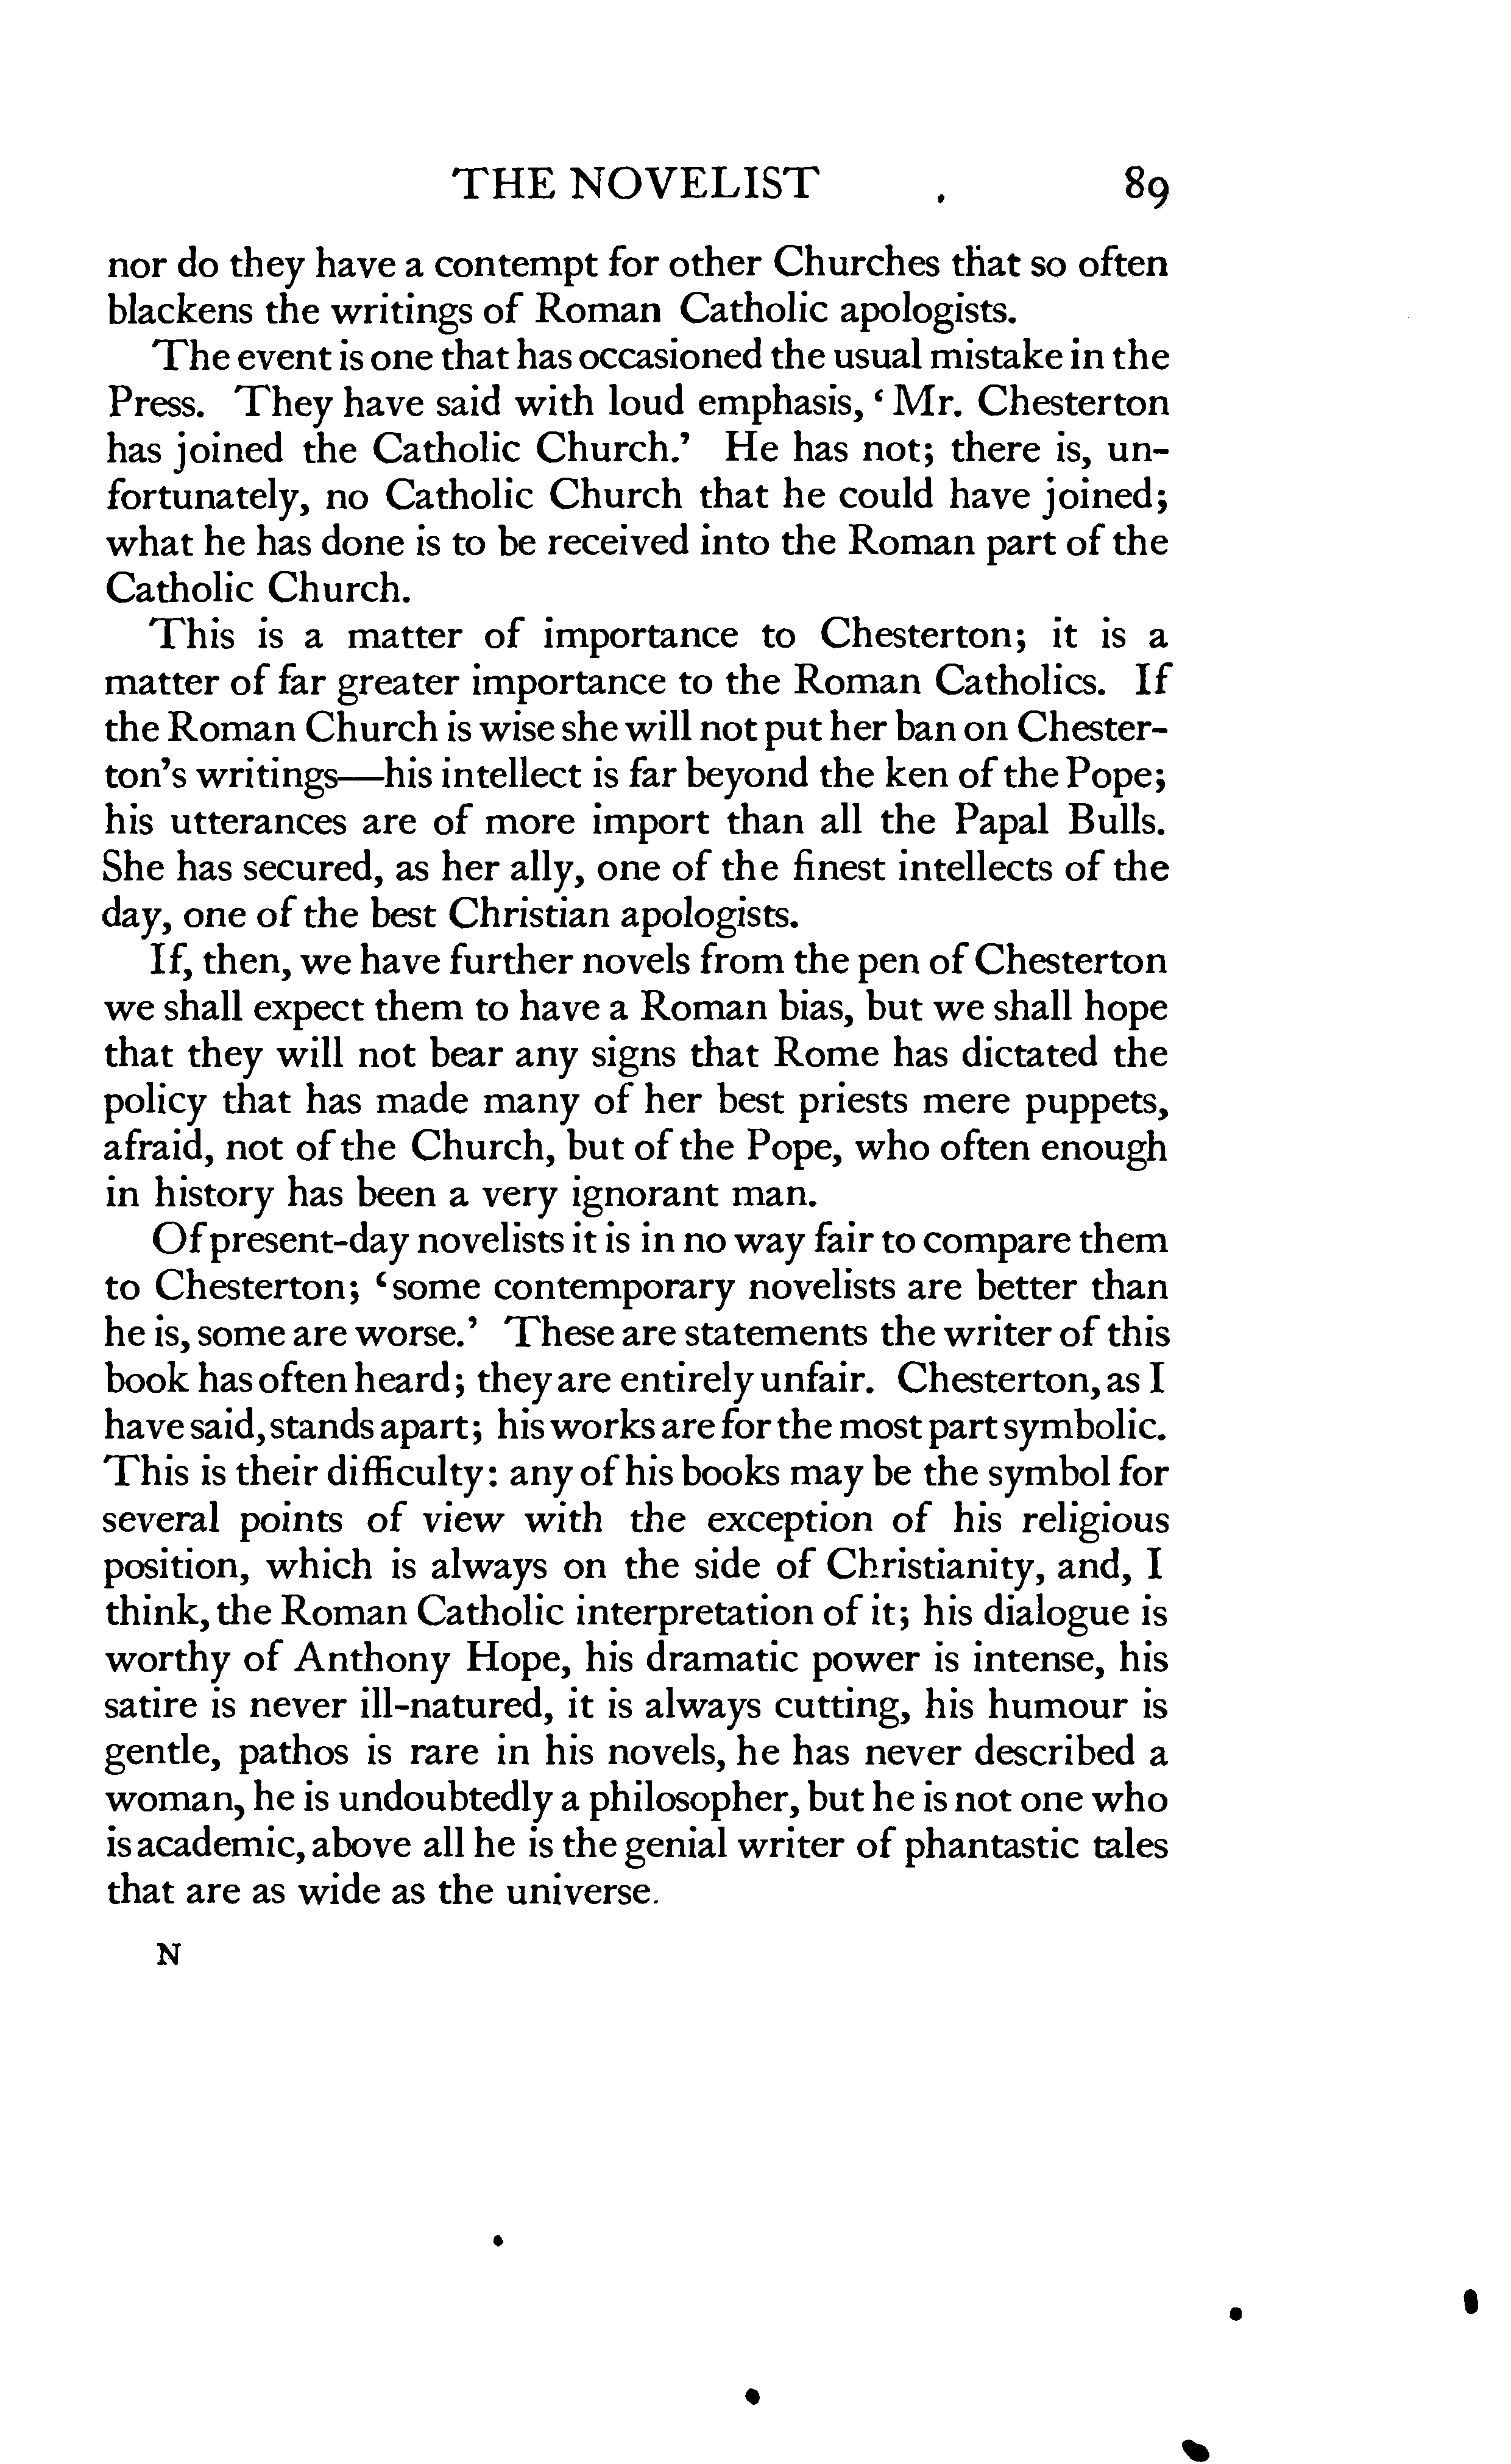 THE NOVELIST 89
nor do they have a contempt for other Churches that so often
blackens the writings of Roman Catholic apologists.
The event is one that has occasioned the usual mistake in the
Press. They have said with loud emphasis, ‘Mr. Chesterton
has joined the Catholic Church.’ He has not; there is, un-
fortunately, no Catholic Church that he could have joined;
what he has done is to be received into the Roman part of the
Catholic Church.
This is a matter of importance to Chesterton; it is a
matter of far greater importance to the Roman Catholics. If
the Roman Church is wise she will not put her ban on Chester-
ton’s writings—his intellect is far beyond the ken of the Pope;
his utterances are of more import than all the Papal Bulls.
She has secured, as her ally, one of the finest intellects of the
day, one of the best Christian apologists.
If, then, we have further novels from the pen of Chesterton
we shall expect them to have a Roman bias, but we shall hope
that they will not bear any signs that Rome has dictated the
policy that has made many of her best priests mere puppets,
afraid, not of the Church, but of the Pope, who often enough
in history has been a very ignorant man.
Of present-day novelists it is in no way fair to compare them
to Chesterton; ‘some contemporary novelists are better than
he is, some are worse.’ These are statements the writer of this
book has often heard; they are entirely unfair. Chesterton, as I
have said, stands apart; his works are for the most part symbolic.
This is their difficulty: any of his books may be the symbol for
several points of view with the exception of his religious
position, which is always on the side of Christianity, and, I
think, the Roman Catholic interpretation of it; his dialogue is
worthy of Anthony Hope, his dramatic power is intense, his
satire is never ill-natured, it is always cutting, his humour is
gentle, pathos is rare in his novels, he has never described a
woman, he is undoubtedly a philosopher, but he is not one who
is academic, above all he is the genial writer of phantastic tales
that are as wide as the universe.
N